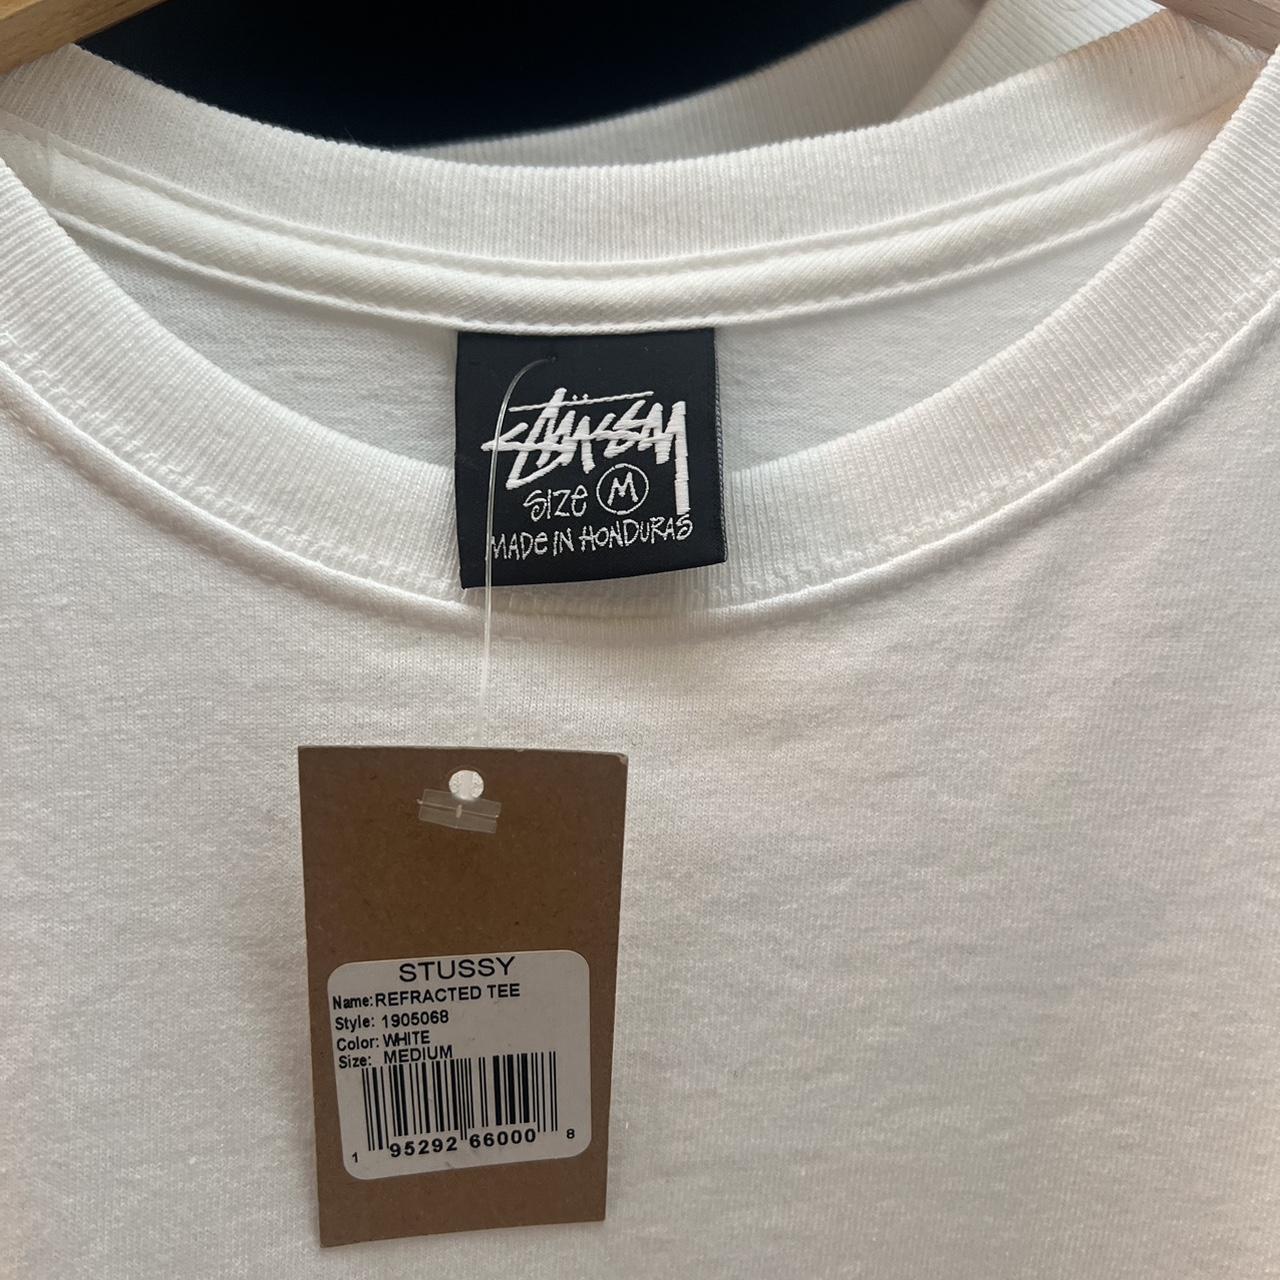 STÜSSY
SIZE M
MADE IN HONDURAS
STUSSY
Name: REFRACTED TEE
Style: 1905068
Color: WHITE
Size: MEDIUM
1 95292 66000 8